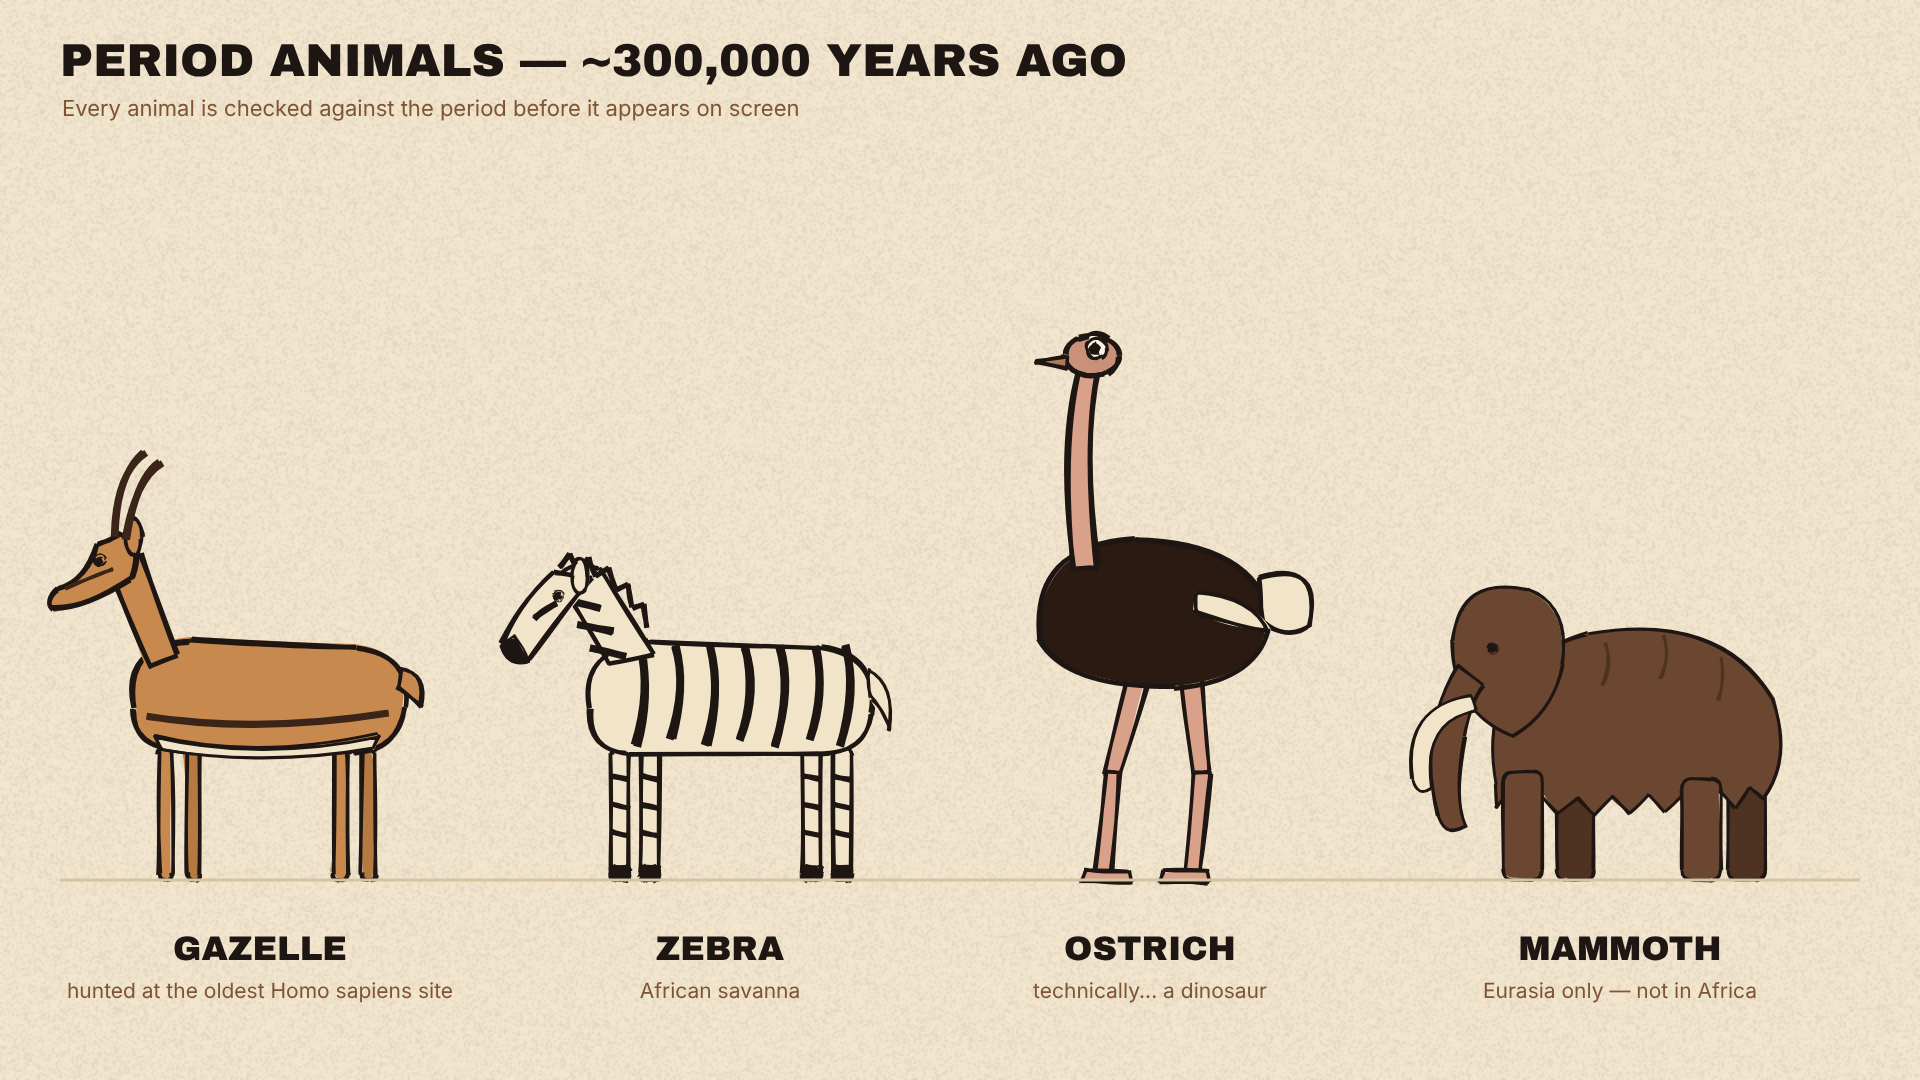 PERIOD ANIMALS — ~300,000 YEARS AGO
Every animal is checked against the period before it appears on screen
GAZELLE
hunted at the oldest Homo sapiens site
ZEBRA
African savanna
OSTRICH
technically... a dinosaur
MAMMOTH
Eurasia only — not in Africa